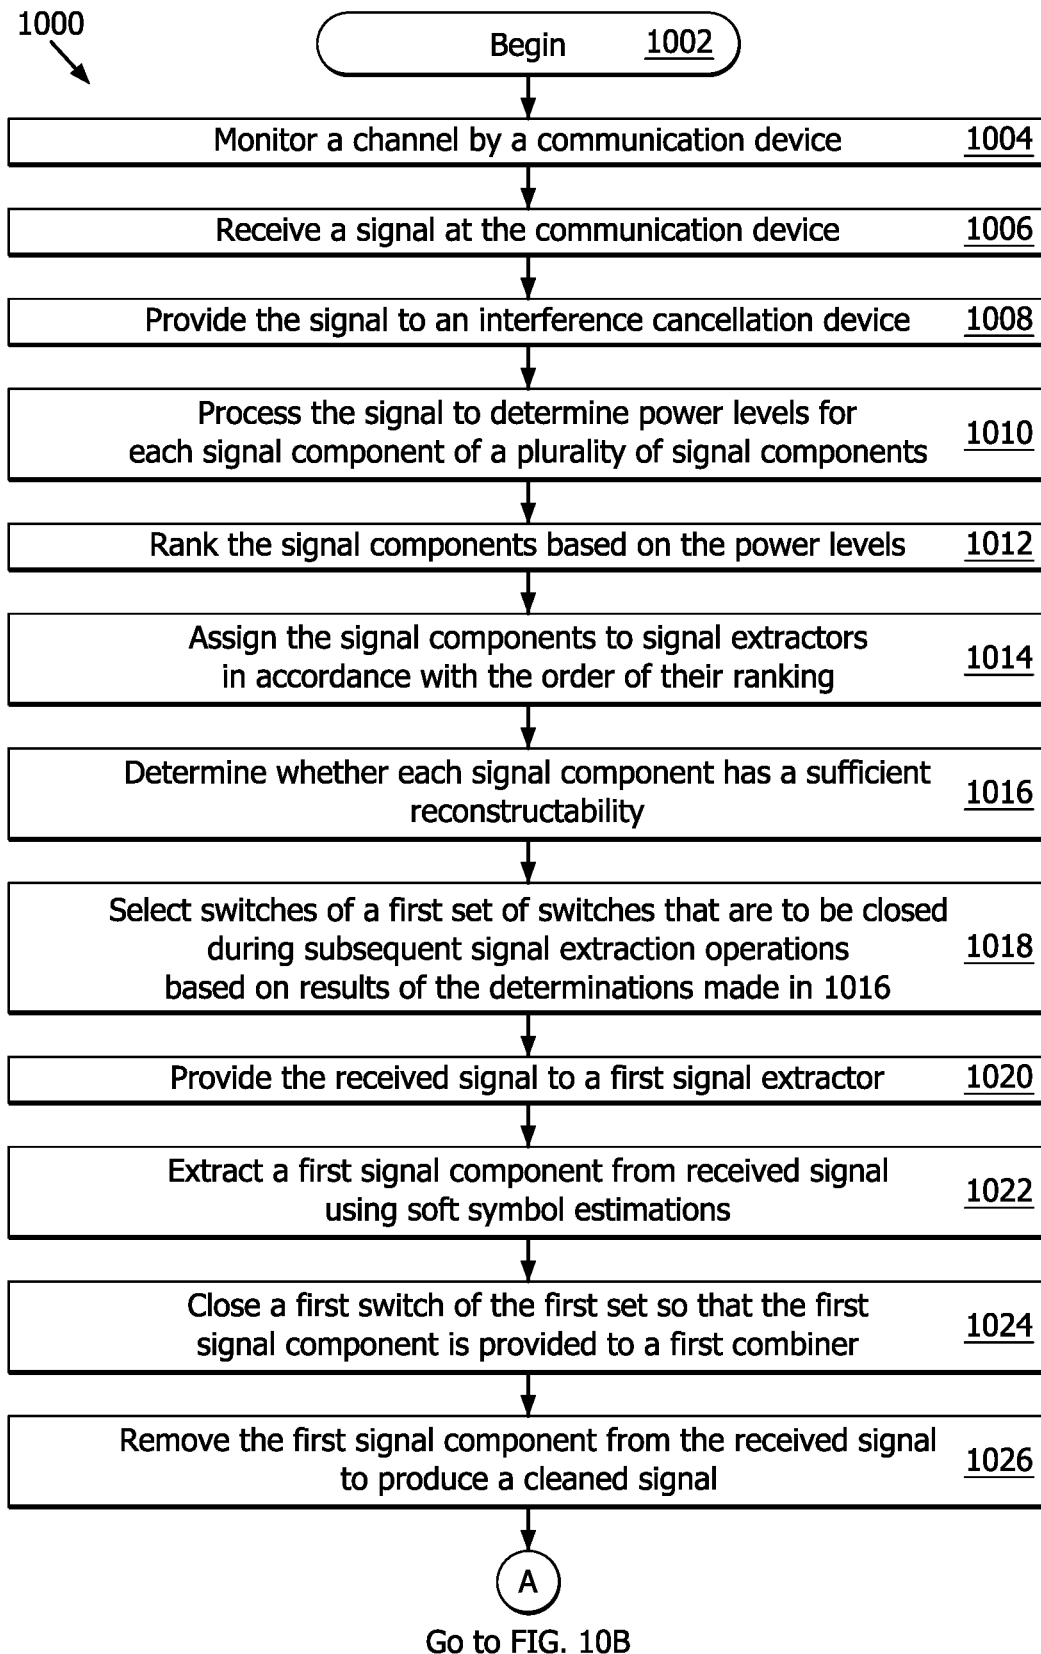 1000
Begin 1002
Monitor a channel by a communication device 1004
Receive a signal at the communication device 1006
Provide the signal to an interference cancellation device 1008
Process the signal to determine power levels for
each signal component of a plurality of signal components
1010
Rank the signal components based on the power levels 1012
Assign the signal components to signal extractors
in accordance with the order of their ranking
1014
Determine whether each signal component has a sufficient
reconstructability
1016
Select switches of a first set of switches that are to be closed
during subsequent signal extraction operations
based on results of the determinations made in 1016
1018
Provide the received signal to a first signal extractor 1020
Extract a first signal component from received signal
using soft symbol estimations
1022
Close a first switch of the first set so that the first
signal component is provided to a first combiner
1024
Remove the first signal component from the received signal
to produce a cleaned signal
1026
A
Go to FIG. 10B